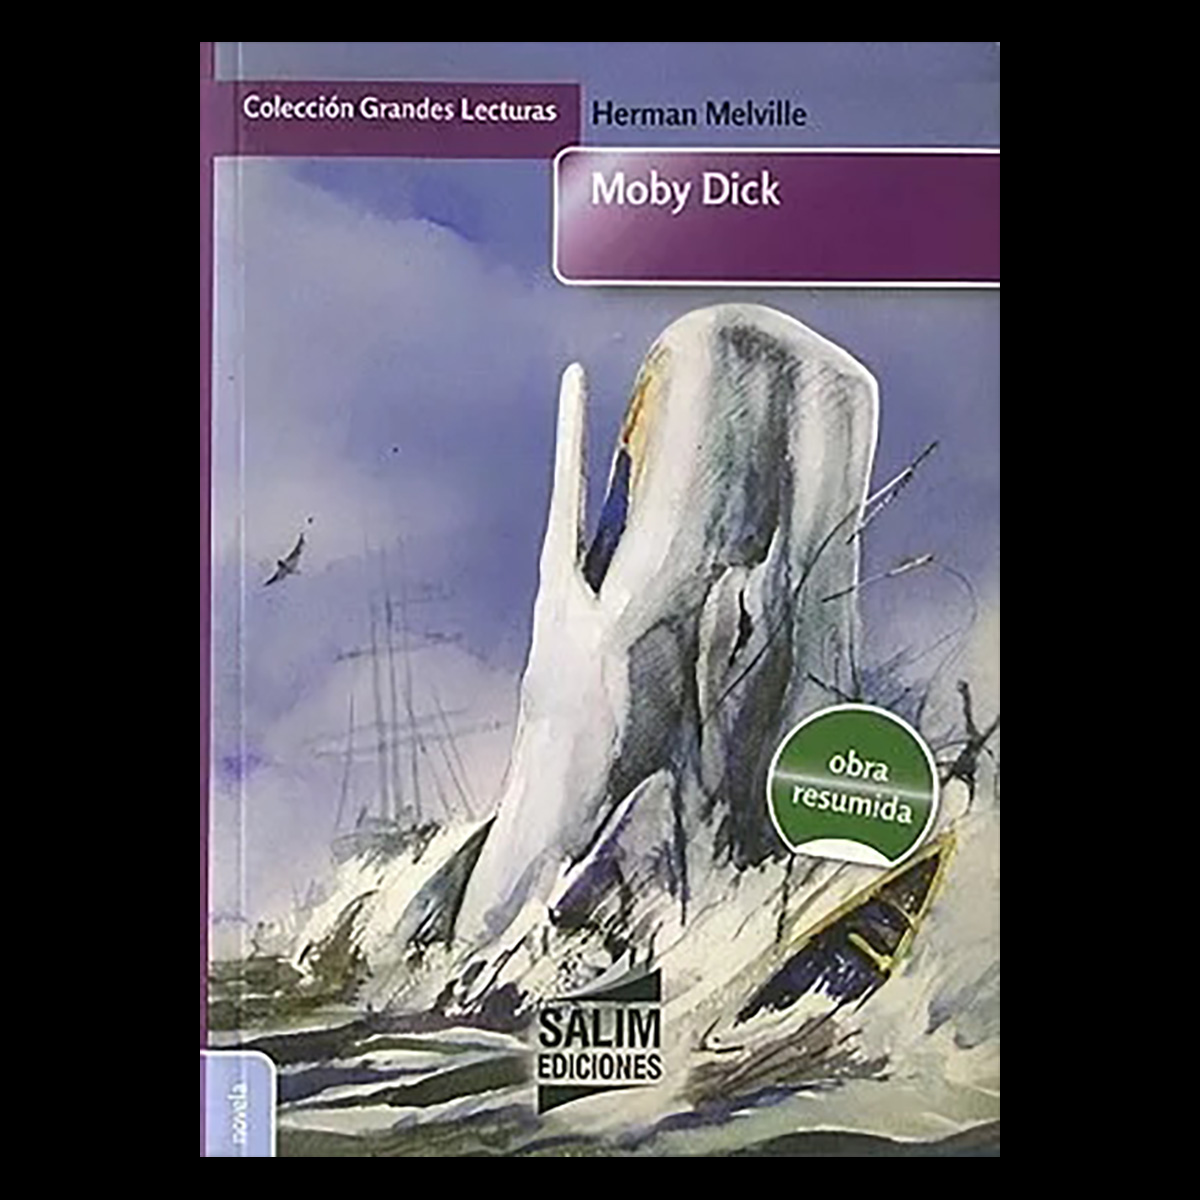 Colección Grandes Lecturas
Herman Melville
Moby Dick
obra
resumida
SALIM
EDICIONES
novela